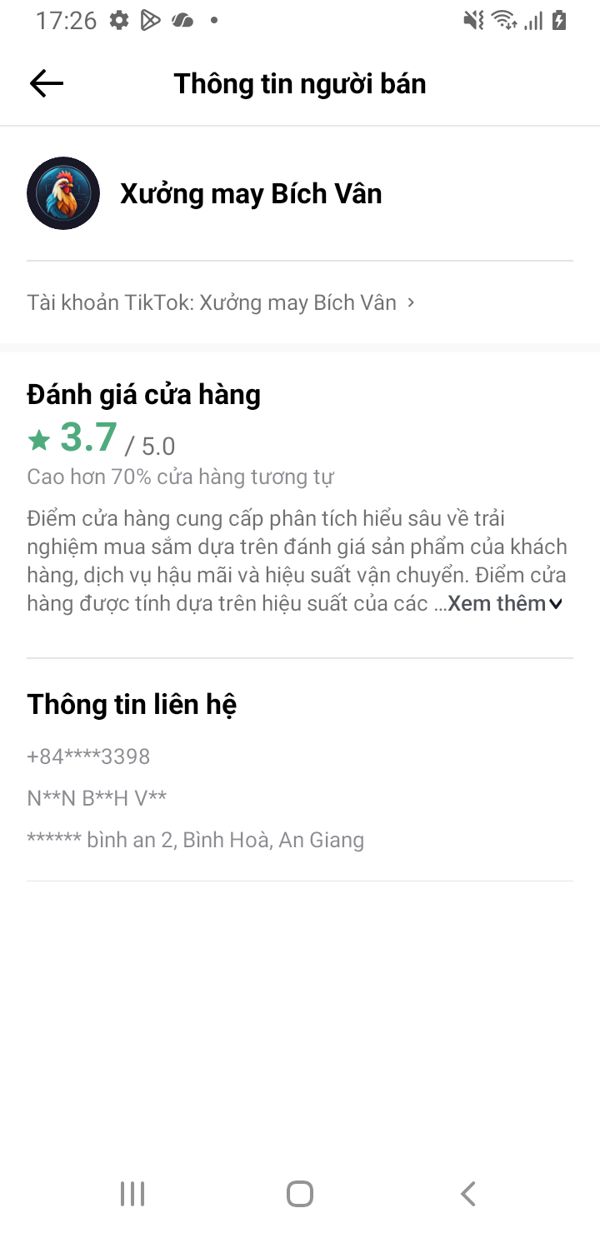 17:26
Thông tin người bán
Xưởng may Bích Vân
Tài khoản TikTok: Xưởng may Bích Vân >
Đánh giá cửa hàng
★ 3.7 / 5.0
Cao hơn 70% cửa hàng tương tự
Điểm cửa hàng cung cấp phân tích hiểu sâu về trải
nghiệm mua sắm dựa trên đánh giá sản phẩm của khách
hàng, dịch vụ hậu mãi và hiệu suất vận chuyển. Điểm cửa
hàng được tính dựa trên hiệu suất của các ...Xem thêm
Thông tin liên hệ
+84****3398
N**N B**H V**
****** bình an 2, Bình Hoà, An Giang